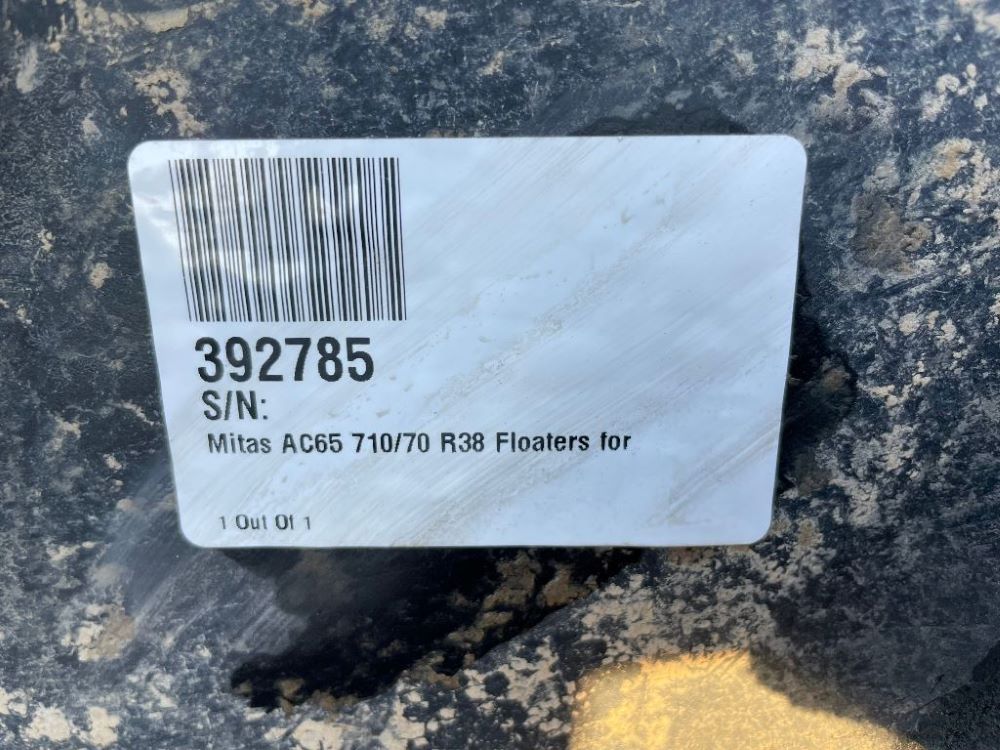 392785
S/N:
Mitas AC65 710/70 R38 Floaters for
1 Out Of 1